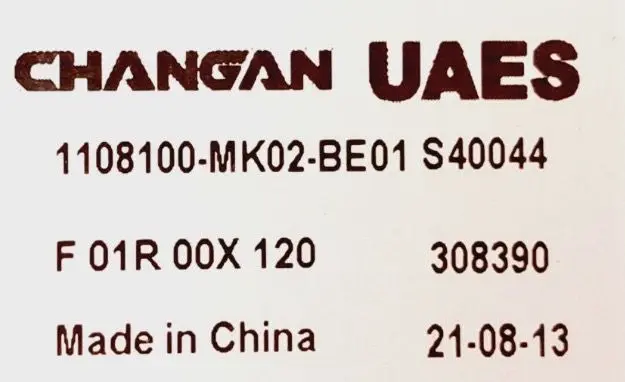 CHANGAN UAES
1108100-MK02-BE01 S40044
F 01R 00X 120 308390
Made in China 21-08-13